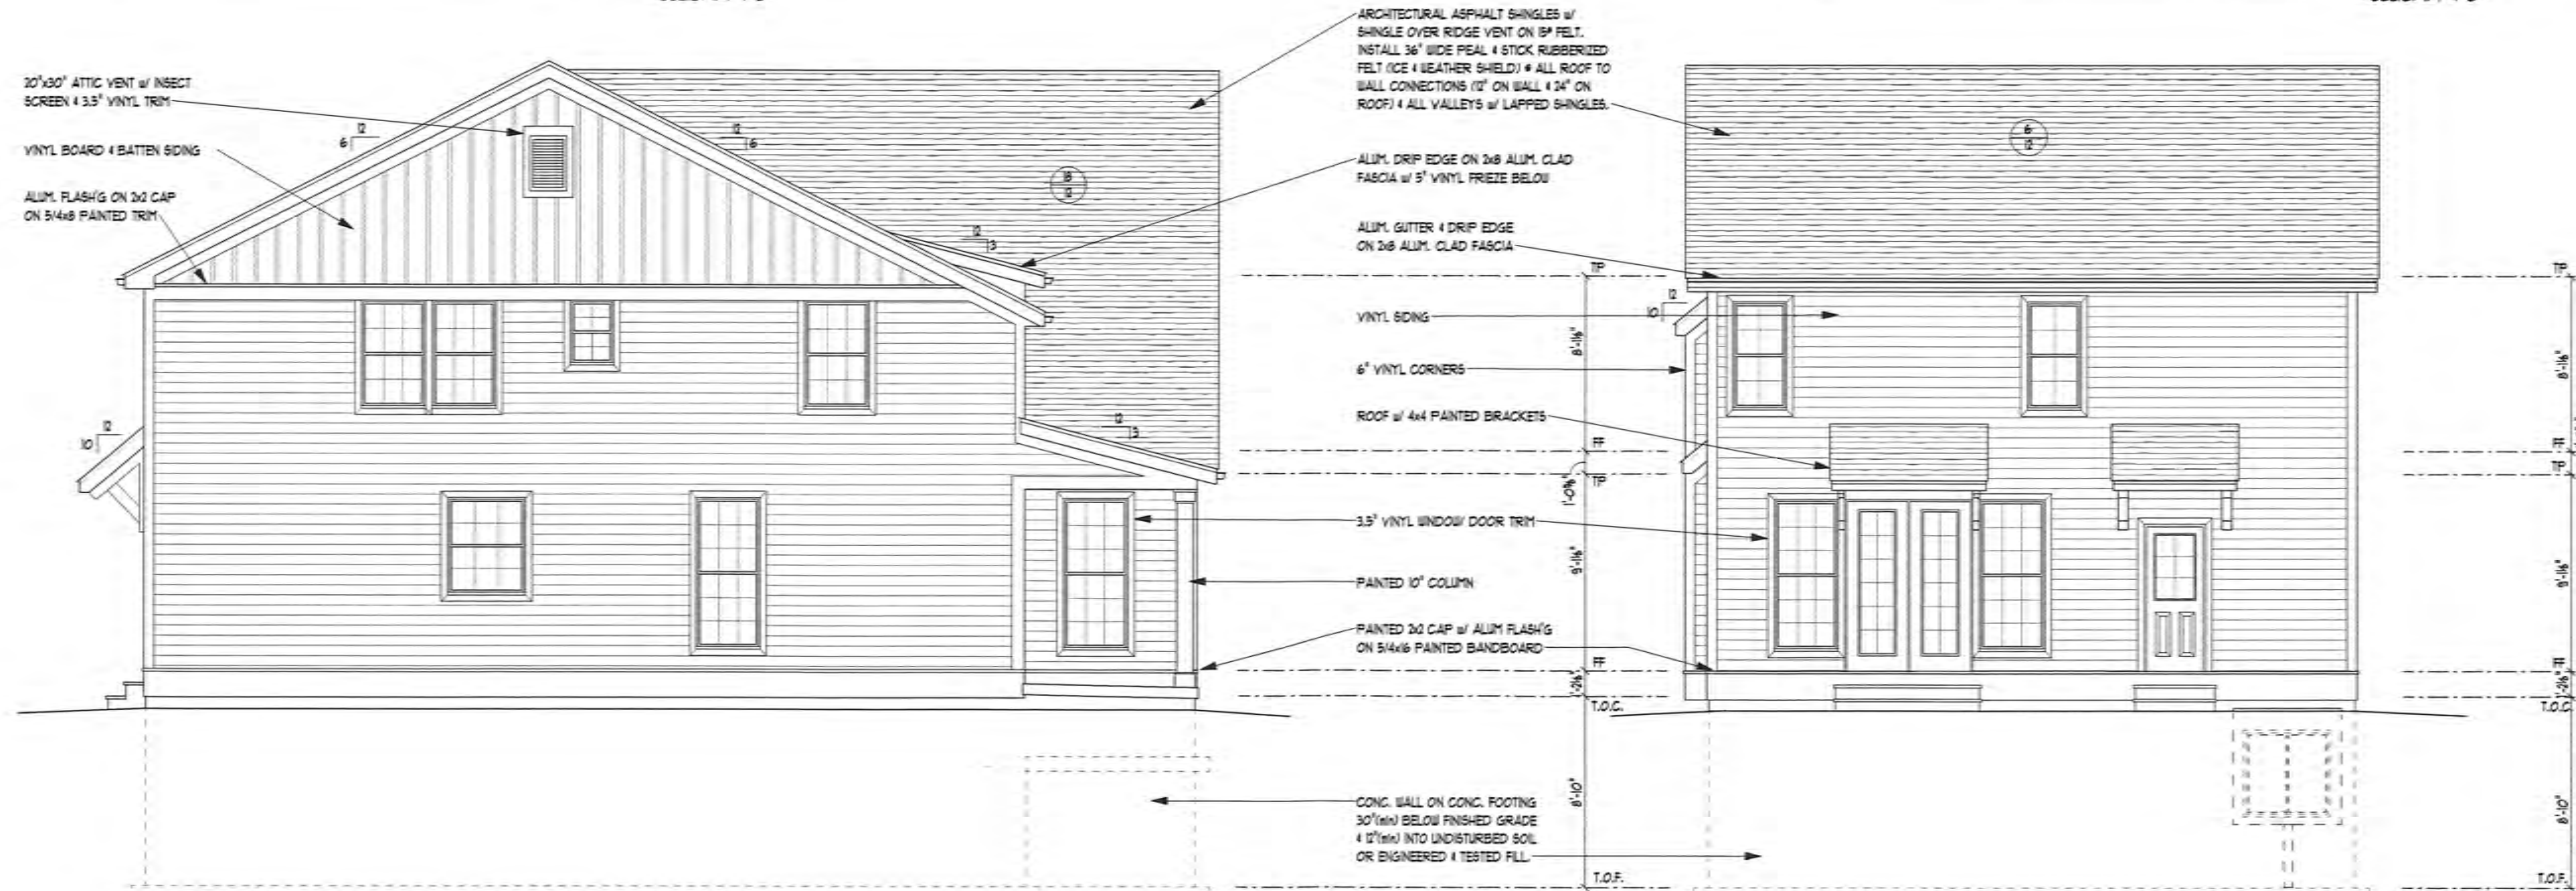 20"x30" ATTIC VENT w/ INSECT
SCREEN & 3.5" VINYL TRIM
VINYL BOARD & BATTEN SIDING
ALUM. FLASH'G ON 2x2 CAP
ON 5/4x8 PAINTED TRIM
12
6
12
6
18
12
12
3
12
10
12
3
ARCHITECTURAL ASPHALT SHINGLES w/
SHINGLE OVER RIDGE VENT ON 15# FELT.
INSTALL 36" WIDE PEAL & STICK RUBBERIZED
FELT (ICE & WEATHER SHIELD) @ ALL ROOF TO
WALL CONNECTIONS (12" ON WALL & 24" ON
ROOF) & ALL VALLEYS w/ LAPPED SHINGLES.
ALUM. DRIP EDGE ON 2x8 ALUM. CLAD
FASCIA w/ 5" VINYL FRIEZE BELOW
ALUM. GUTTER & DRIP EDGE
ON 2x8 ALUM. CLAD FASCIA
VINYL SIDING
6" VINYL CORNERS
ROOF w/ 4x4 PAINTED BRACKETS
3.5" VINYL WINDOW/ DOOR TRIM
PAINTED 10" COLUMN
PAINTED 2x2 CAP w/ ALUM FLASH'G
ON 5/4x16 PAINTED BANDBOARD
CONC. WALL ON CONC. FOOTING
30"(min) BELOW FINISHED GRADE
& 12"(min) INTO UNDISTURBED SOIL
OR ENGINEERED & TESTED FILL.
TP
FF
TP
FF
T.O.C.
8'-10"
T.O.F.
6
12
12
10
TP
FF
TP
FF
T.O.C.
8'-10"
T.O.F.